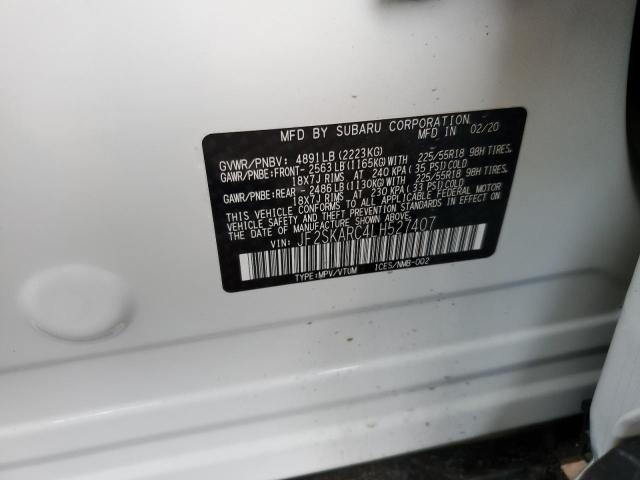 MFD BY SUBARU CORPORATION
MFD IN 02/20
GVWR/PNBV: 4891LB(2223KG)
GAWR/PNBE:FRONT-2563LB(1165KG)WITH 225/55R18 98H TIRES,
18X7J RIMS AT 240 KPA (35 PSI)COLD
GAWR/PNBE:REAR -2486LB(1130KG)WITH 225/55R18 98H TIRES,
18X7J RIMS AT 230 KPA (33 PSI)COLD
THIS VEHICLE CONFORMS TO ALL APPLICABLE FEDERAL MOTOR
VEHICLE SAFETY AND THEFT PREVENTION STANDARDS IN EFFECT ON
THE DATE OF MANUFACTURE SHOWN ABOVE.
VIN: JF2SKARC4LH527407
TYPE:MPV/VTUM ICES/NMB-002